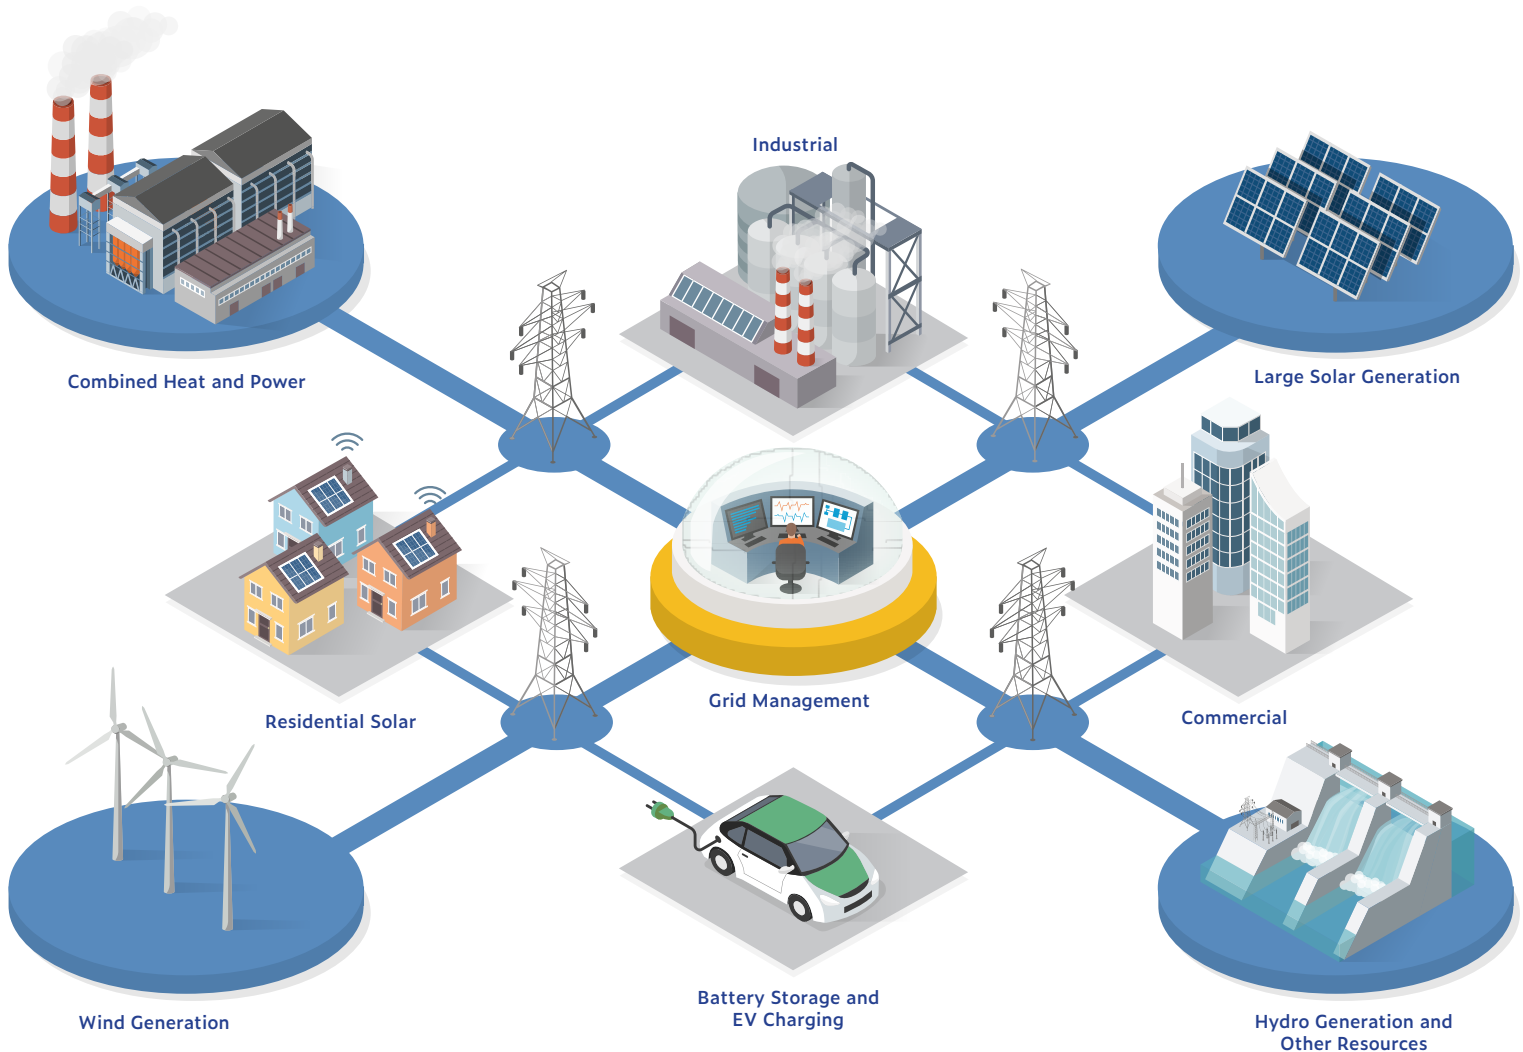 Industrial
Combined Heat and Power
Large Solar Generation
Residential Solar
Grid Management
Commercial
Wind Generation
Battery Storage and
EV Charging
Hydro Generation and
Other Resources